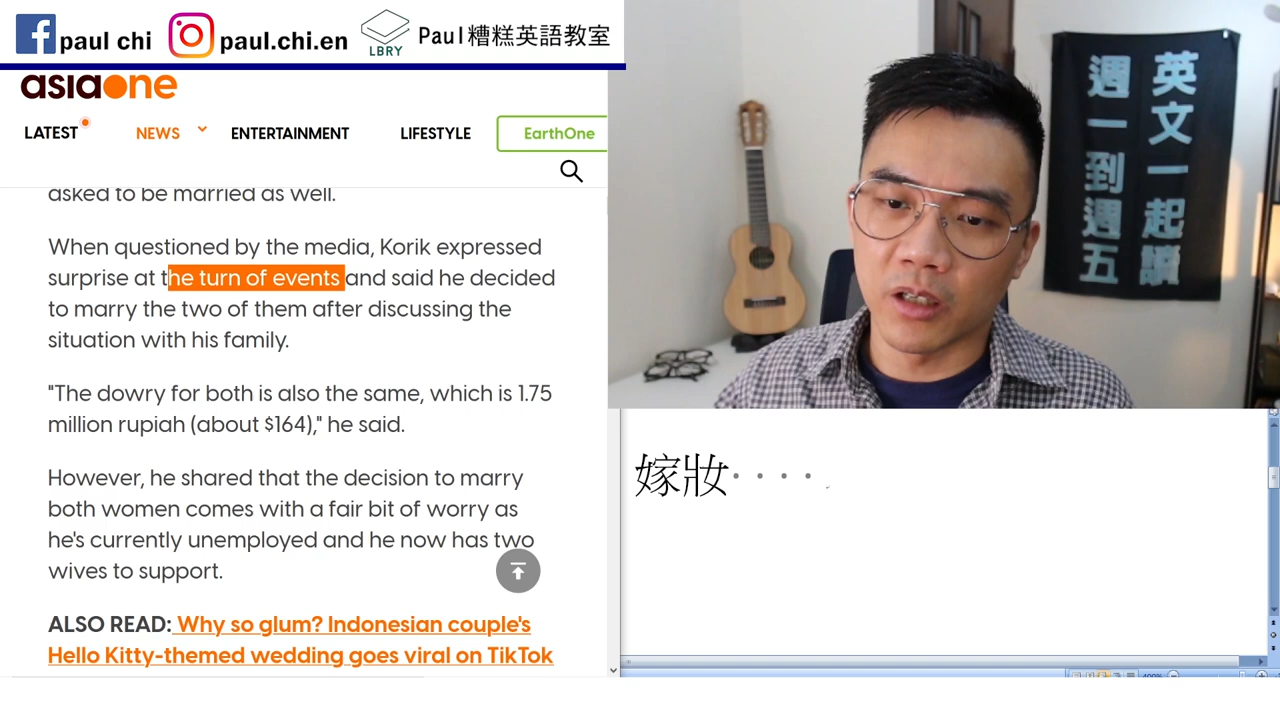 paul chi
paul.chi.en
LBRY
Paul糟糕英語教室
asiaone
LATEST
NEWS
ENTERTAINMENT
LIFESTYLE
EarthOne
asked to be married as well.
When questioned by the media, Korik expressed
surprise at the turn of events and said he decided
to marry the two of them after discussing the
situation with his family.
"The dowry for both is also the same, which is 1.75
million rupiah (about $164)," he said.
However, he shared that the decision to marry
both women comes with a fair bit of worry as
he's currently unemployed and he now has two
wives to support.
ALSO READ: Why so glum? Indonesian couple's
Hello Kitty-themed wedding goes viral on TikTok
英文一起讀
週一到週五
嫁妝····